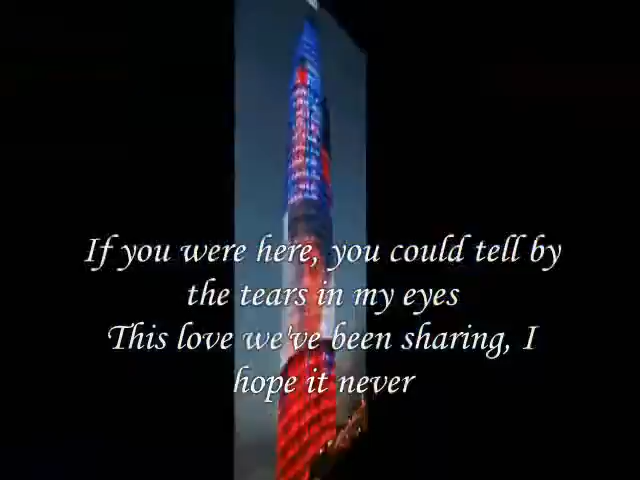 If you were here, you could tell by
the tears in my eyes
This love we've been sharing, I
hope it never